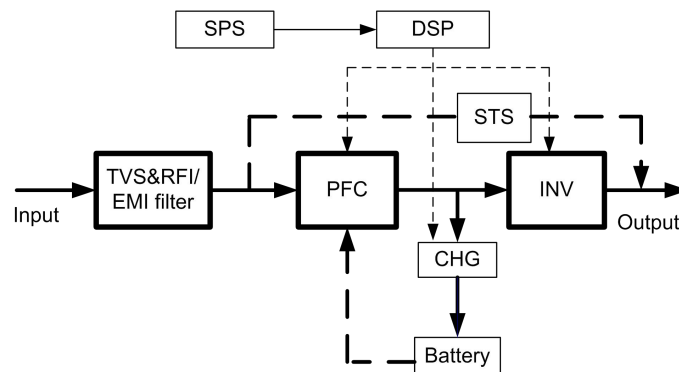 SPS
DSP
STS
TVS&RFI/
EMI filter
PFC
INV
Input
Output
CHG
Battery